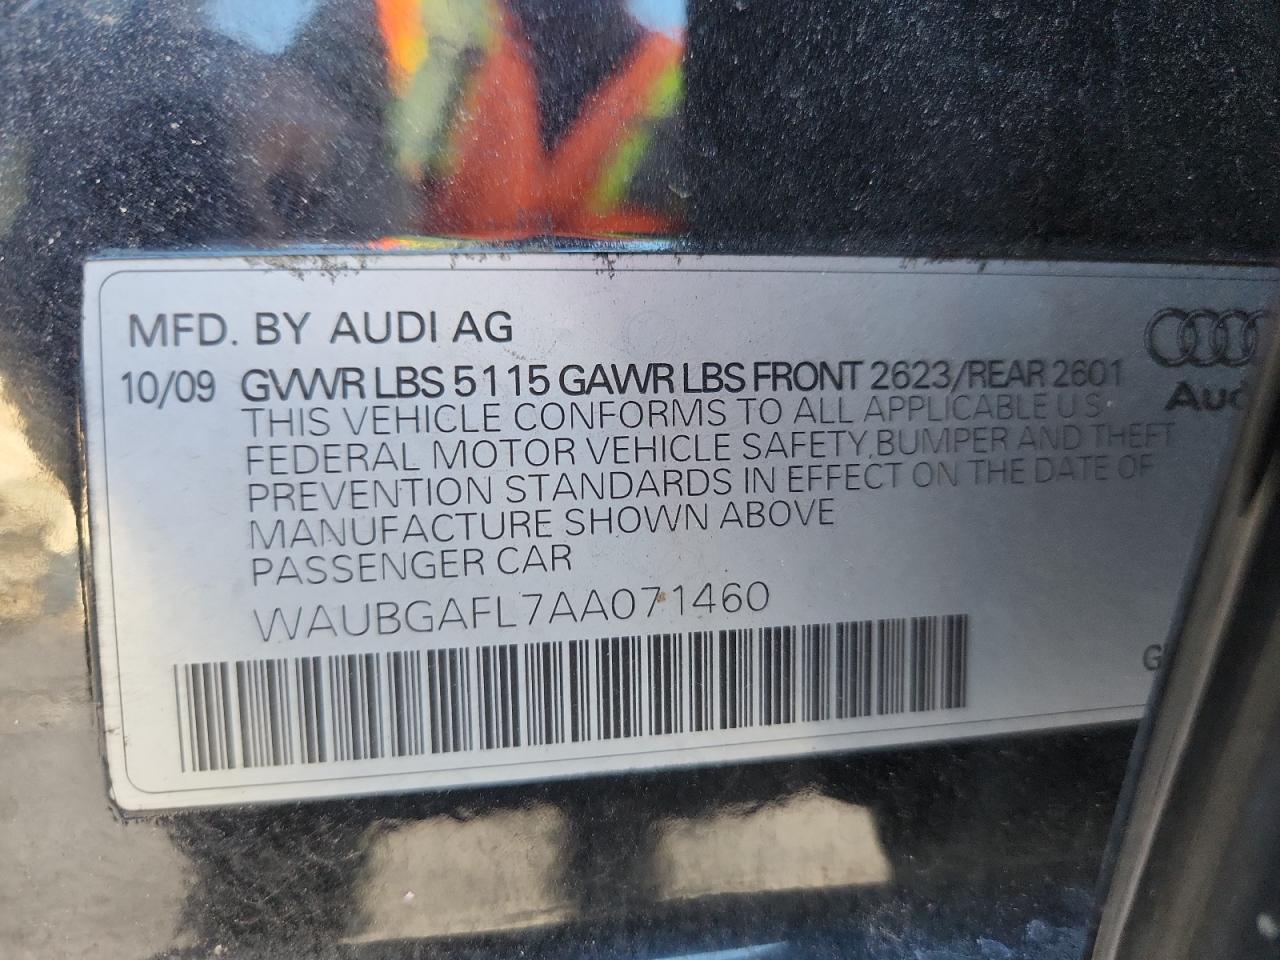 MFD. BY AUDI AG
10/09 GVWR LBS 5115 GAWR LBS FRONT 2623/REAR 2601
THIS VEHICLE CONFORMS TO ALL APPLICABLE U S
FEDERAL MOTOR VEHICLE SAFETY,BUMPER AND THEFT
PREVENTION STANDARDS IN EFFECT ON THE DATE OF
MANUFACTURE SHOWN ABOVE
PASSENGER CAR
WAUBGAFL7AA071460
Aud